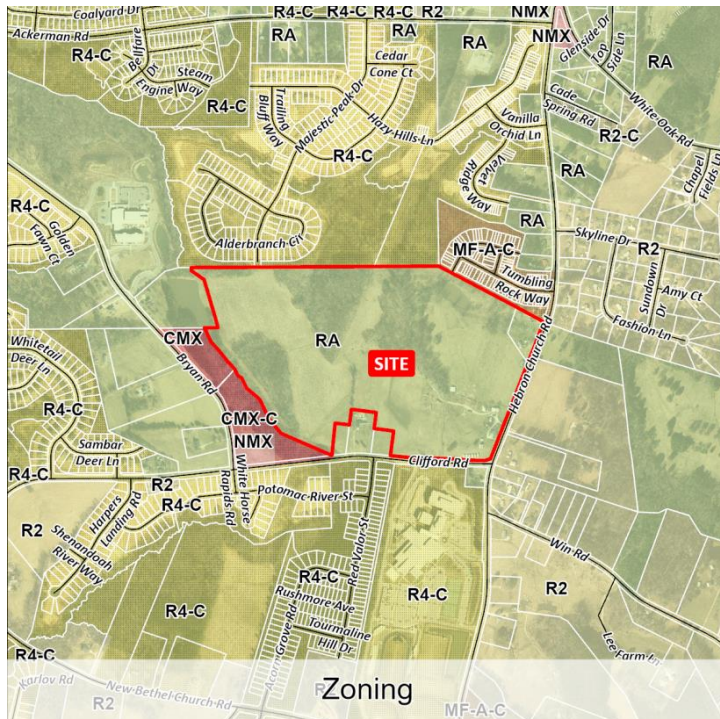 R4-C
R4-C
R4-C
R2
NMX
Coalyard Dr
Ackerman Rd
Bellfire
Dr
RA
RA
NMX
Glenside Dr
Top
Side Ln
RA
R4-C
Steam
Engine Way
R4-C
Cedar
Cone Ct
Majestic Peak Dr
Trailing
Bluff Way
Hazy Hills Ln
R4-C
Vanilla
Orchid Ln
Cade
Spring Rd
White Oak Rd
R2-C
Velvet
Ridge Way
RA
RA
Chapel
Fields Ln
R4-C
Golden
Fawn Ct
Alderbranch Cir
MF-A-C
Tumbling
Rock Way
Skyline Dr
R2
Sundown
Dr
Amy Ct
Fashion Ln
CMX
Bryan Rd
RA
SITE
Hebron Church Rd
Whitetail
Deer Ln
R4-C
CMX-C
NMX
Sambar
Deer Ln
Clifford Rd
R4-C
R2
R4-C
White Horse
Rapids Rd
Potomac River St
Harpers
Landing Rd
R2
Shenandoah
River Way
Red Valor St
Win Rd
R4-C
R4-C
Rushmore Ave
Acorn Grove Rd
Tourmaline
Hill Dr
R4-C
R2
Lee Farm Ln
R4-C
Karlov Rd
R2
New Bethel Church Rd
Zoning
MF-A-C